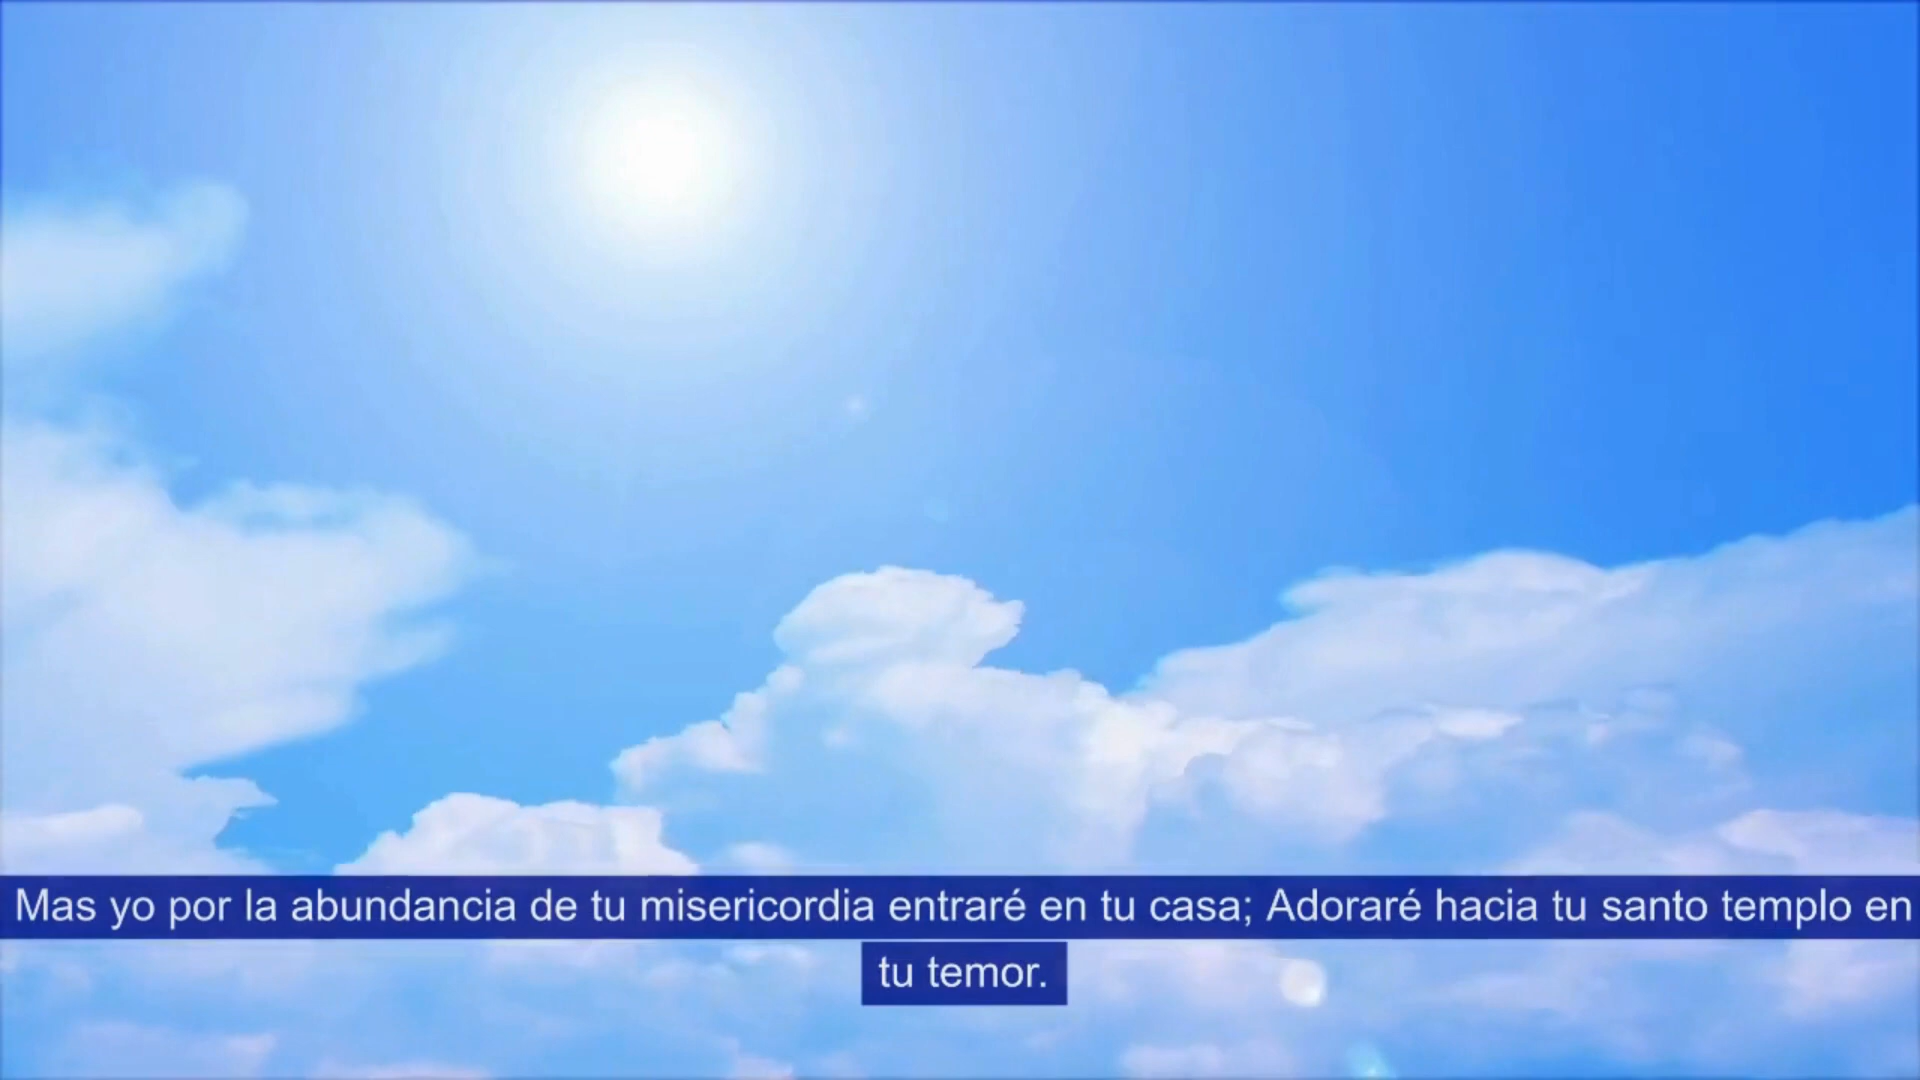 Mas yo por la abundancia de tu misericordia entraré en tu casa; Adoraré hacia tu santo templo en
tu temor.